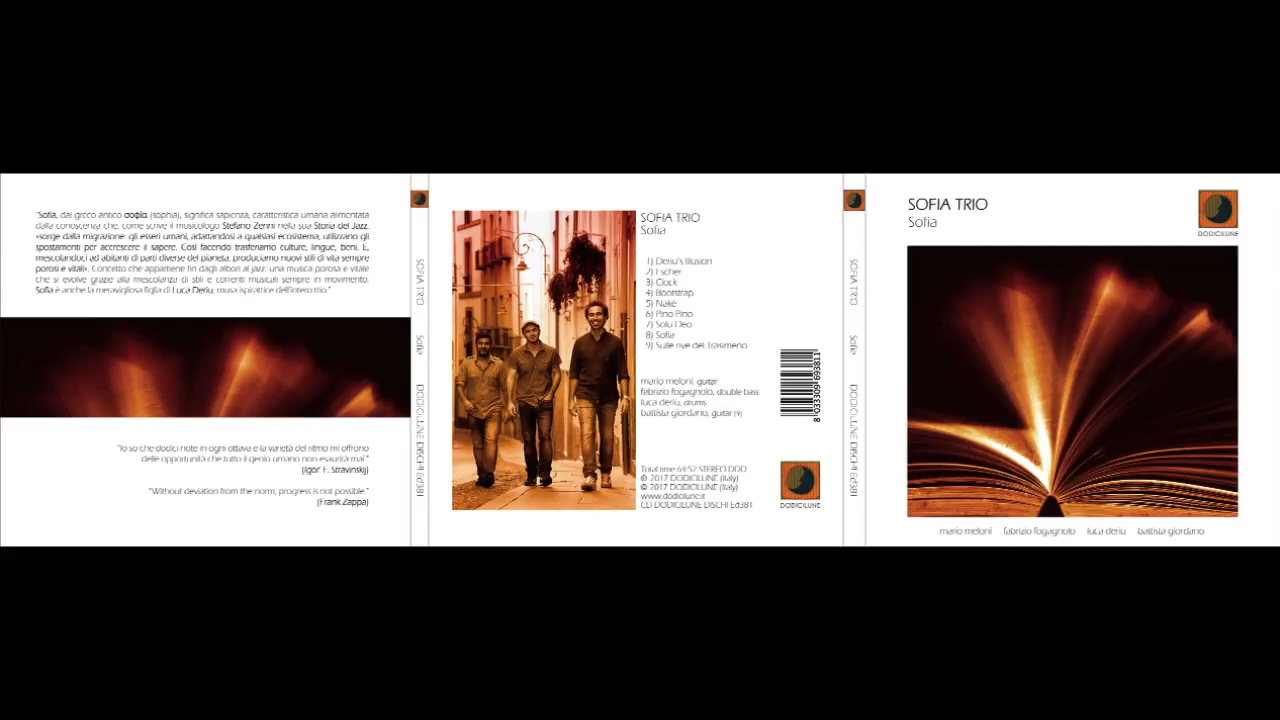 "Sofia, dal greco antico σοφία (sophia), significa sapienza, caratteristica umana alimentata
dalla conoscenza che, come scrive il musicologo Stefano Zenni nella sua Storia del Jazz,
«sorge dalla migrazione: gli esseri umani, adattandosi a qualsiasi ecosistema, utilizzano gli
spostamenti per accrescere il sapere. Così facendo trasferiamo culture, lingue, beni. E,
mescolandoci ad abitanti di parti diverse del pianeta, produciamo nuovi stili di vita sempre
porosi e vitali». Concetto che appartiene fin dagli albori al jazz: una musica porosa e vitale
che si evolve grazie alla mescolanza di stili e correnti musicali sempre in movimento.
Sofia è anche la meravigliosa figlia di Luca Deriu, musa ispiratrice dell'intero trio."
"Io so che dodici note in ogni ottava e la varietà del ritmo mi offrono
delle opportunità che tutto il genio umano non esaurirà mai."
(Igor' F. Stravinskij)
"Without deviation from the norm, progress is not possible."
(Frank Zappa)
SOFIA TRIO
Sofia
DODICILUNE DISCHI Ed381
SOFIA TRIO
Sofia
1) Deriu's Illusion
2) Escher
3) Clock
4) Bootstrap
5) Nake
6) Pino Pino
7) Solu Deo
8) Sofia
9) Sulle rive del Trasimeno
mario meloni, guitar
fabrizio fogagnolo, double bass
luca deriu, drums
battista giordano, guitar (9)
Total time 61:52 STEREO DDD
℗ 2017 DODICILUNE (Italy)
© 2017 DODICILUNE (Italy)
www.dodicilune.it
CD DODICILUNE DISCHI Ed381
8 033309 693811
DODICILUNE
SOFIA TRIO
Sofia
DODICILUNE DISCHI Ed381
SOFIA TRIO
Sofia
DODICILUNE
mario meloni fabrizio fogagnolo luca deriu battista giordano